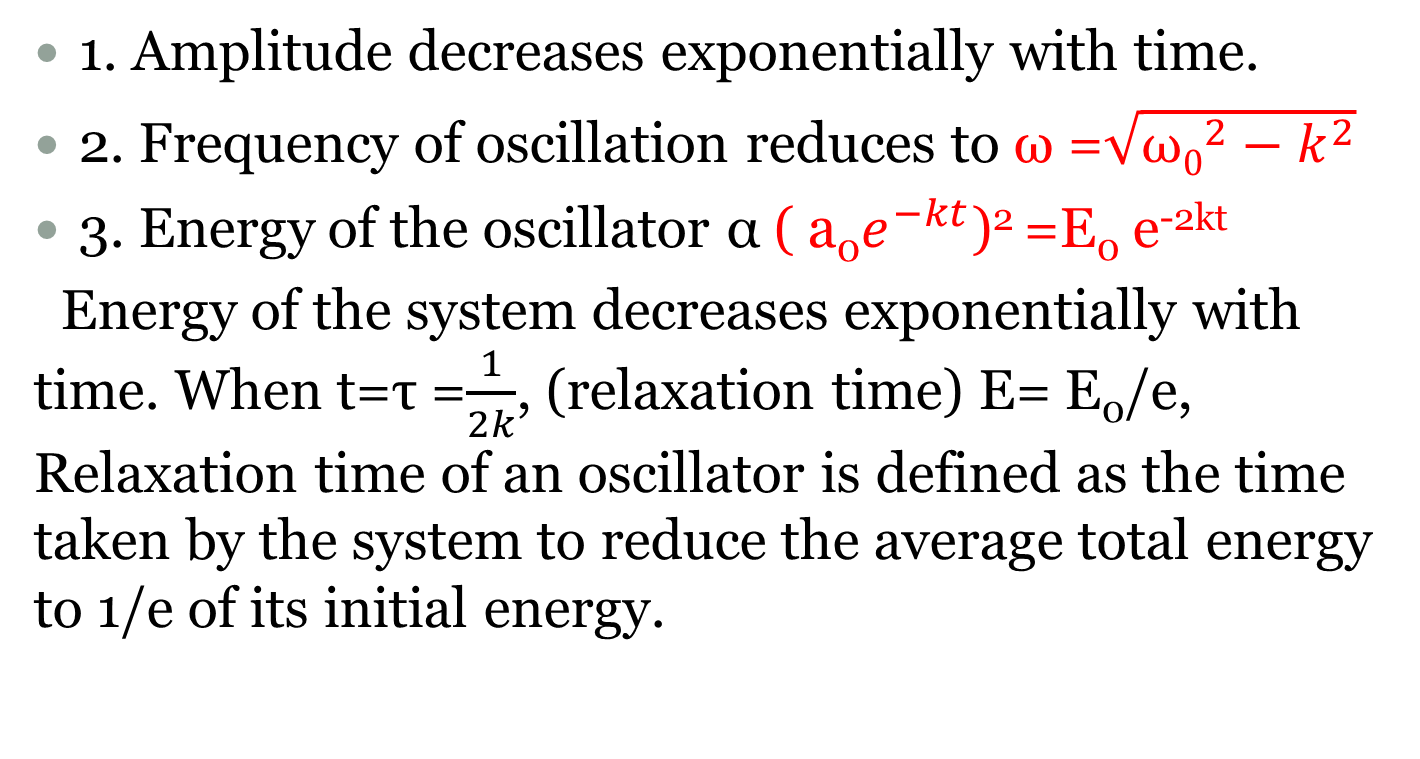 • 1. Amplitude decreases exponentially with time.
• 2. Frequency of oscillation reduces to ω =√(ω₀² − k²)
• 3. Energy of the oscillator α ( a₀e⁻ᵏᵗ)² =E₀ e⁻²ᵏᵗ
Energy of the system decreases exponentially with
time. When t=τ =1/2k, (relaxation time) E= E₀/e,
Relaxation time of an oscillator is defined as the time
taken by the system to reduce the average total energy
to 1/e of its initial energy.